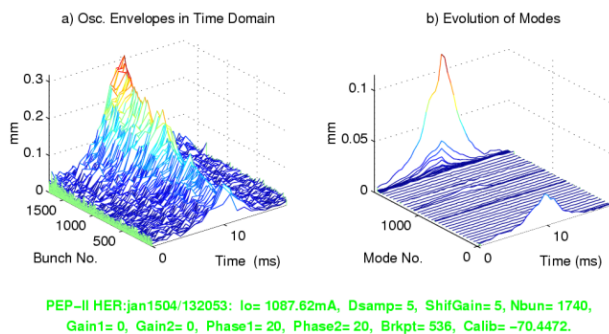 a) Osc. Envelopes in Time Domain
b) Evolution of Modes
0.3
0.2
0.1
0
mm
1500
1000
500
0
Bunch No.
0
10
Time (ms)
0.1
0.05
0
mm
1000
0
Mode No.
0
10
Time (ms)
PEP-II HER:jan1504/132053: Io= 1087.62mA, Dsamp= 5, ShifGain= 5, Nbun= 1740,
Gain1= 0, Gain2= 0, Phase1= 20, Phase2= 20, Brkpt= 536, Calib= -70.4472.